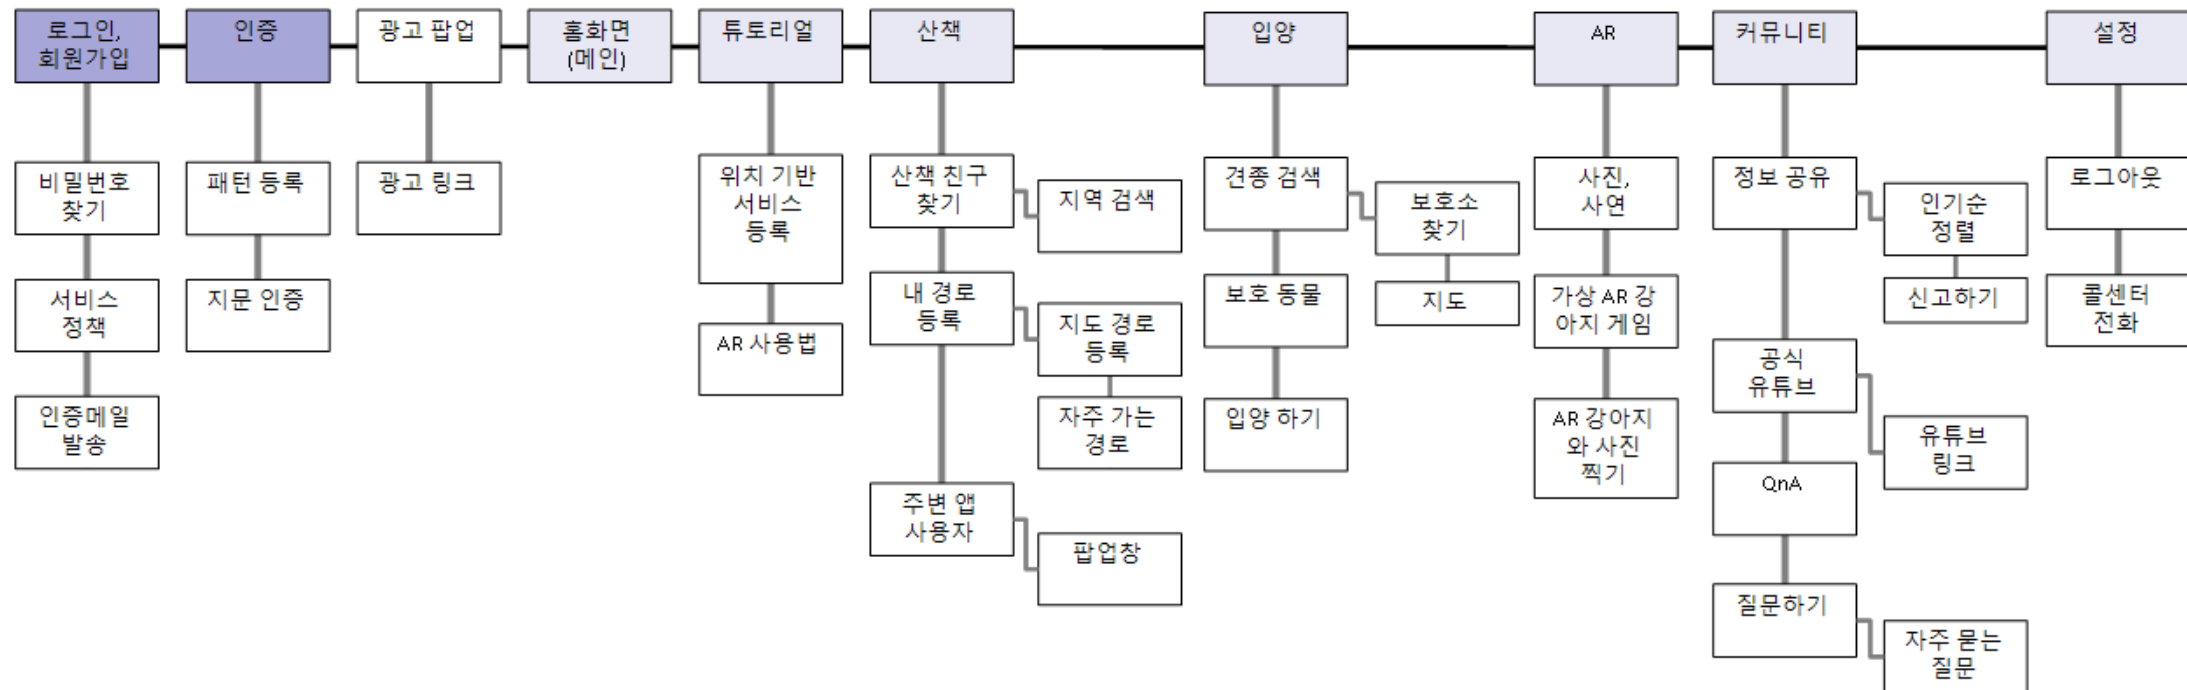 로그인,
회원가입
인증
광고 팝업
홈화면
(메인)
튜토리얼
산책
입양
AR
커뮤니티
설정
비밀번호
찾기
서비스
정책
인증메일
발송
패턴 등록
지문 인증
광고 링크
위치 기반
서비스
등록
AR 사용법
산책 친구
찾기
지역 검색
내 경로
등록
지도 경로
등록
자주 가는
경로
주변 앱
사용자
팝업창
견종 검색
보호소
찾기
지도
보호 동물
입양 하기
사진,
사연
가상 AR 강
아지 게임
AR 강아지
와 사진
찍기
정보 공유
인기순
정렬
신고하기
공식
유튜브
유튜브
링크
QnA
질문하기
자주 묻는
질문
로그아웃
콜센터
전화